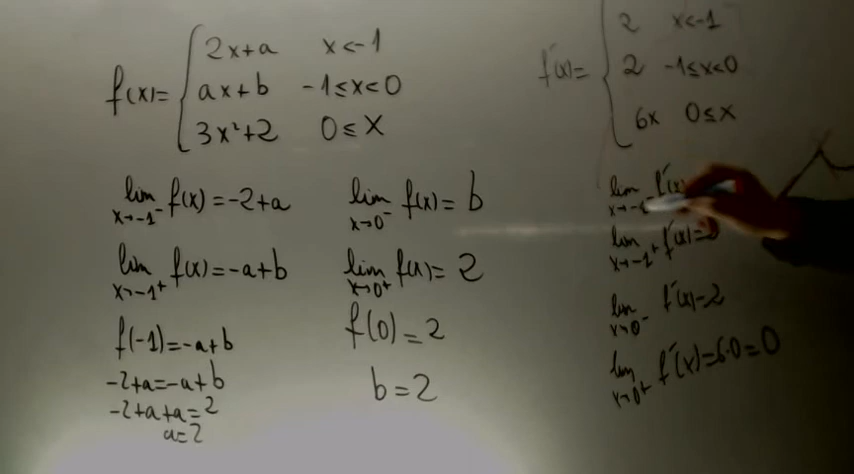 f(x)= { 2x+a x<-1
ax+b -1≤x<0
3x²+2 0≤x
lim x→-1⁻ f(x)=-2+a
lim x→-1⁺ f(x)=-a+b
f(-1)=-a+b
-2+a=-a+b
-2+a+a=2
a=2
lim x→0⁻ f(x)=b
lim x→0⁺ f(x)=2
f(0)=2
b=2
f'(x)= { 2 x<-1
2 -1≤x<0
6x 0≤x
lim f'(x)
lim x→-1⁺ f'(x)=
lim x→0⁻ f'(x)=2
lim x→0⁺ f'(x)=6·0=0